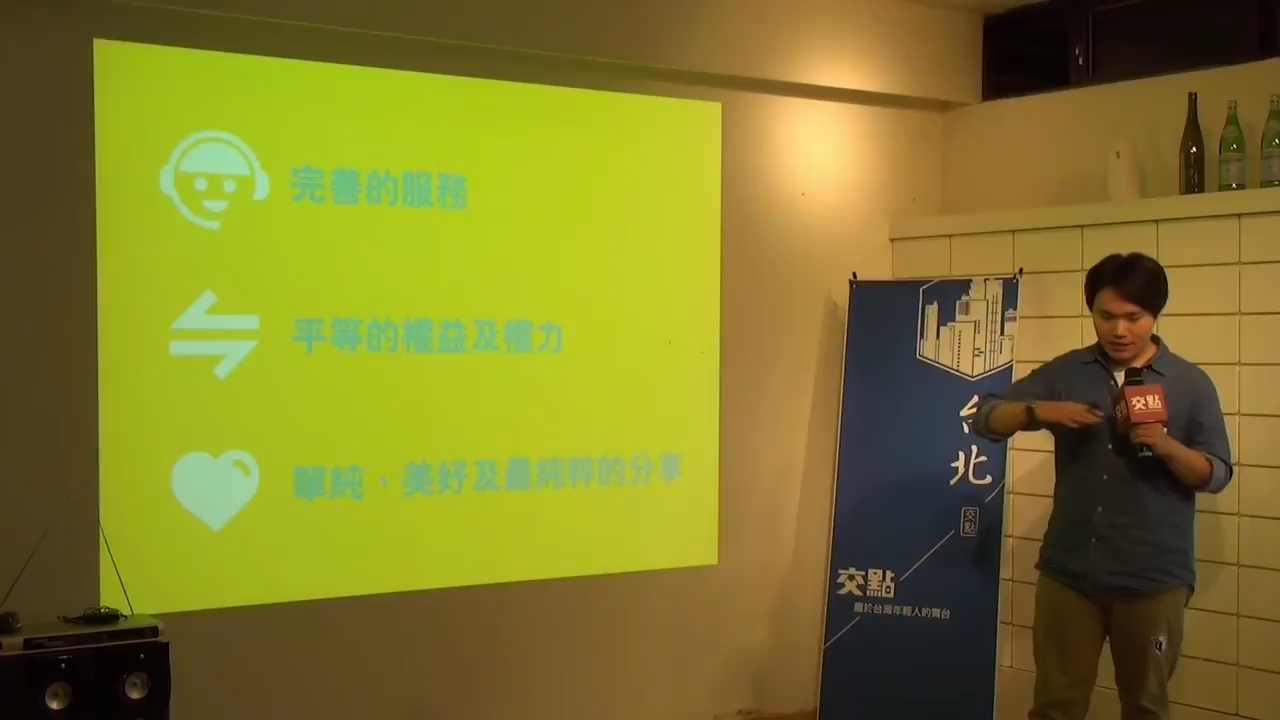 完善的服務
平等的權益及權力
單純、美好及最純粹的分享
台北
交點
交點
屬於台灣年輕人的舞台
交點